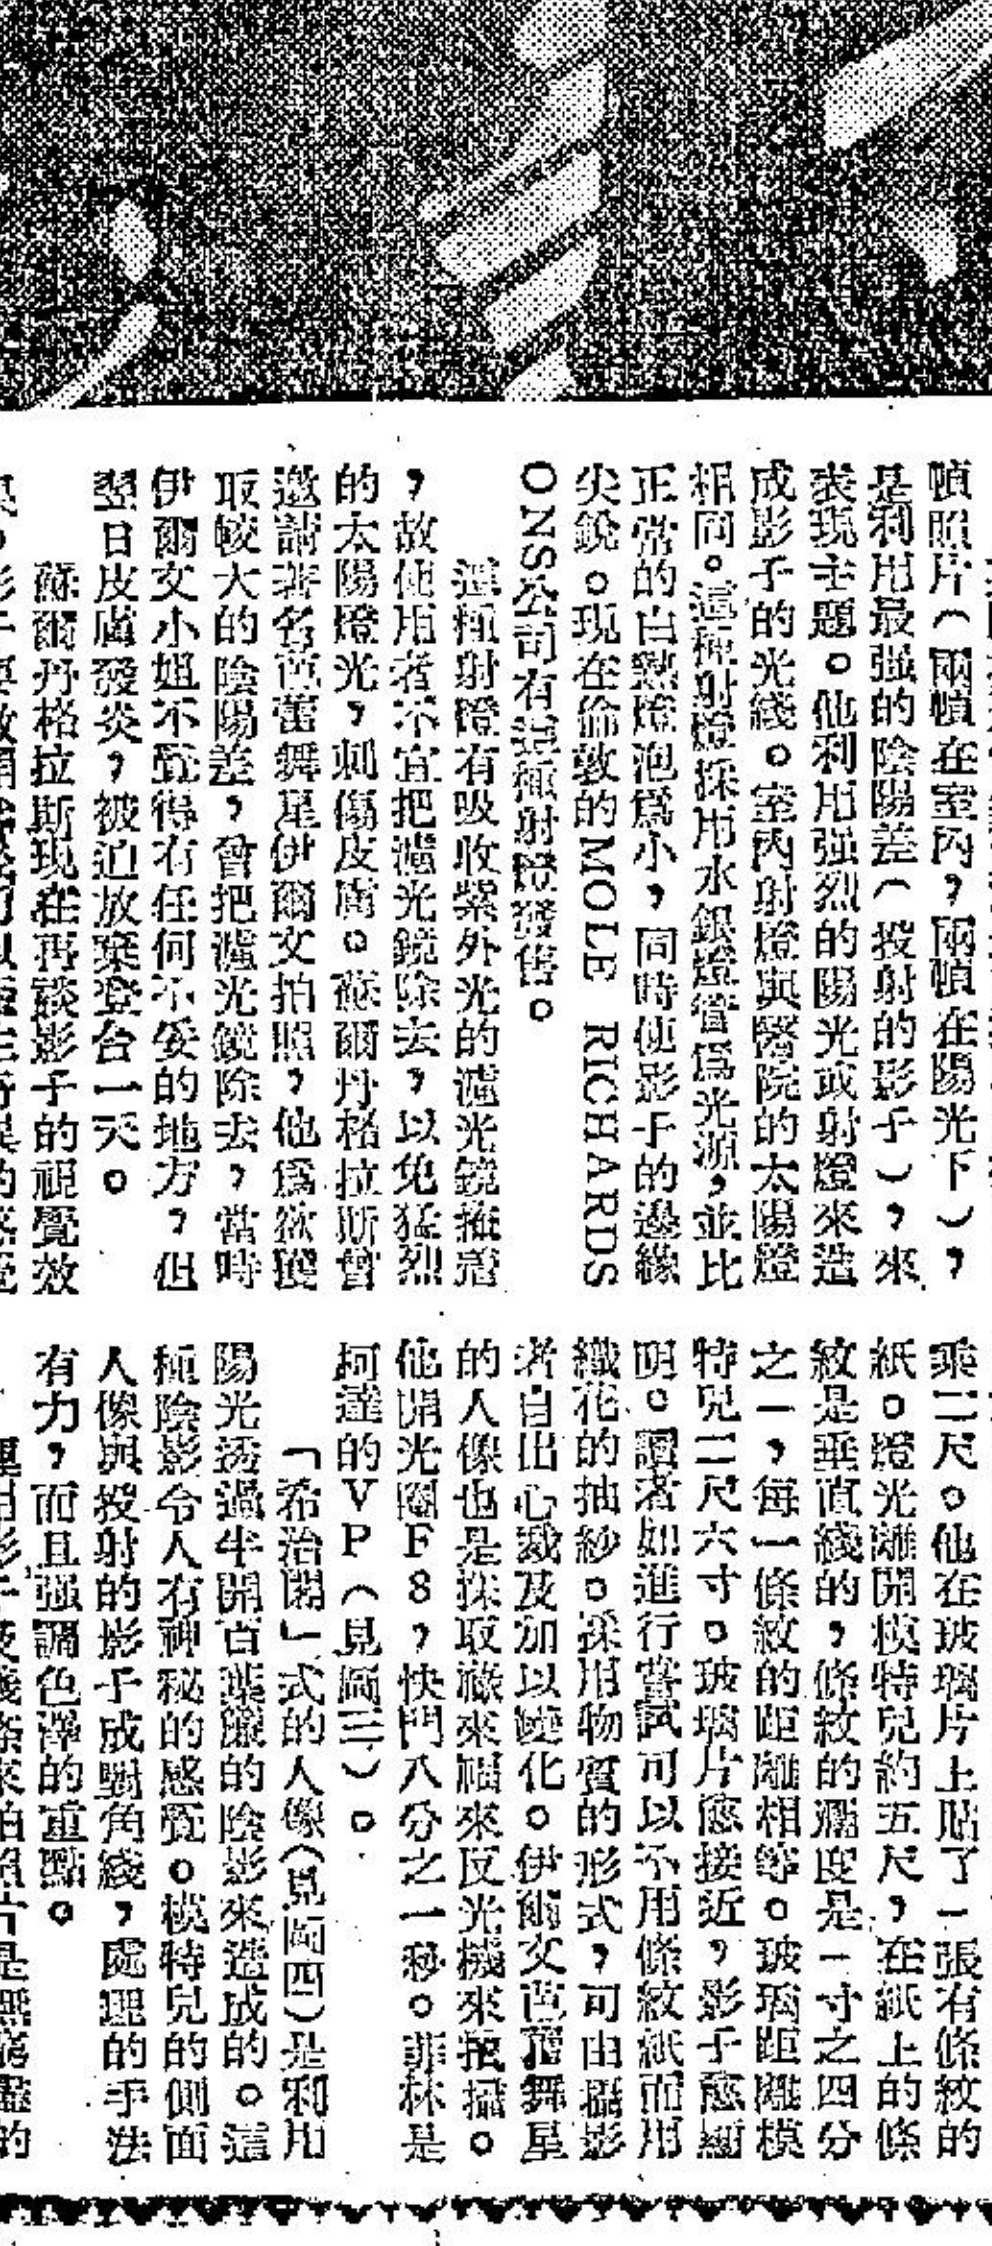 幀照片（兩幀在室內，兩幀在陽光下），
是利用最强的陰陽差（投射的影子），來
表現主題。他利用强烈的陽光或射燈來造
成影子的光綫。室內射燈與醫院的太陽燈
相同。這種射燈採用水銀燈管爲光源，並比
正常的白熱燈泡爲小，同時使影子的邊緣
尖銳。現在倫敦的MOLE RICHARDS
ONS公司有這種射燈發售。
這種射燈有吸收紫外光的濾光鏡掩蓋
，故使用者不宜把濾光鏡除去，以免猛烈
的太陽燈光，刺傷皮膚。蘇爾丹格拉斯曾
邀請著名芭蕾舞星伊爾文拍照，他爲欲獲
取較大的陰陽差，曾把濾光鏡除去，當時
伊爾文小姐不覺得有任何不妥的地方，但
翌日皮膚發炎，被迫放棄登台一天。
蘇爾丹格拉斯現在再談影子的視覺效
乘二尺。他在玻璃片上貼了一張有條紋的
紙。燈光離開模特兒約五尺，在紙上的條
紋是垂直綫的，條紋的濶度是一寸之四分
之一，每一條紋的距離相等。玻璃距離模
特兒二尺六寸。玻璃片愈接近，影子愈顯
明。讀者如進行嘗試可以不用條紋紙而用
織花的抽紗。採用物質的形式，可由攝影
者自出心裁及加以變化。伊爾文芭蕾舞星
的人像也是採取祿來福來反光機來拍攝。
他開光圈F8，快門八分之一秒。菲林是
柯達的VP（見圖三）。
「希治閣」式的人像（見圖四）是利用
陽光透過半開百葉簾的陰影來造成的。這
種陰影令人有神秘的感覺。模特兒的側面
人像與投射的影子成對角綫，處理的手法
有力，而且强調色澤的重點。